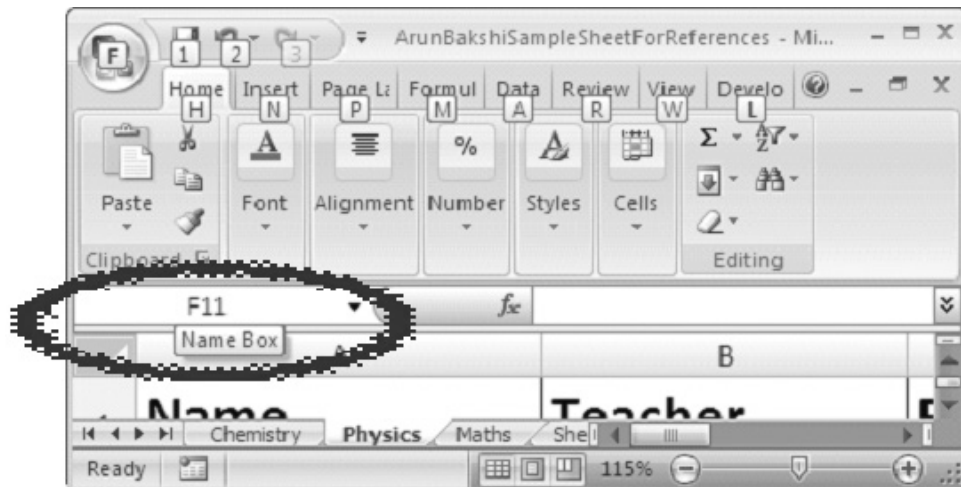 F 1 2 3 ArunBakshiSampleSheetForReferences - Mi...
Home Insert Page La Formul Data Review View Develo
H N P M A R W L
Paste Font Alignment Number Styles Cells
Clipboard Editing
F11 fx
Name Box
A B
Name Teacher
Chemistry Physics Maths She
Ready 115%